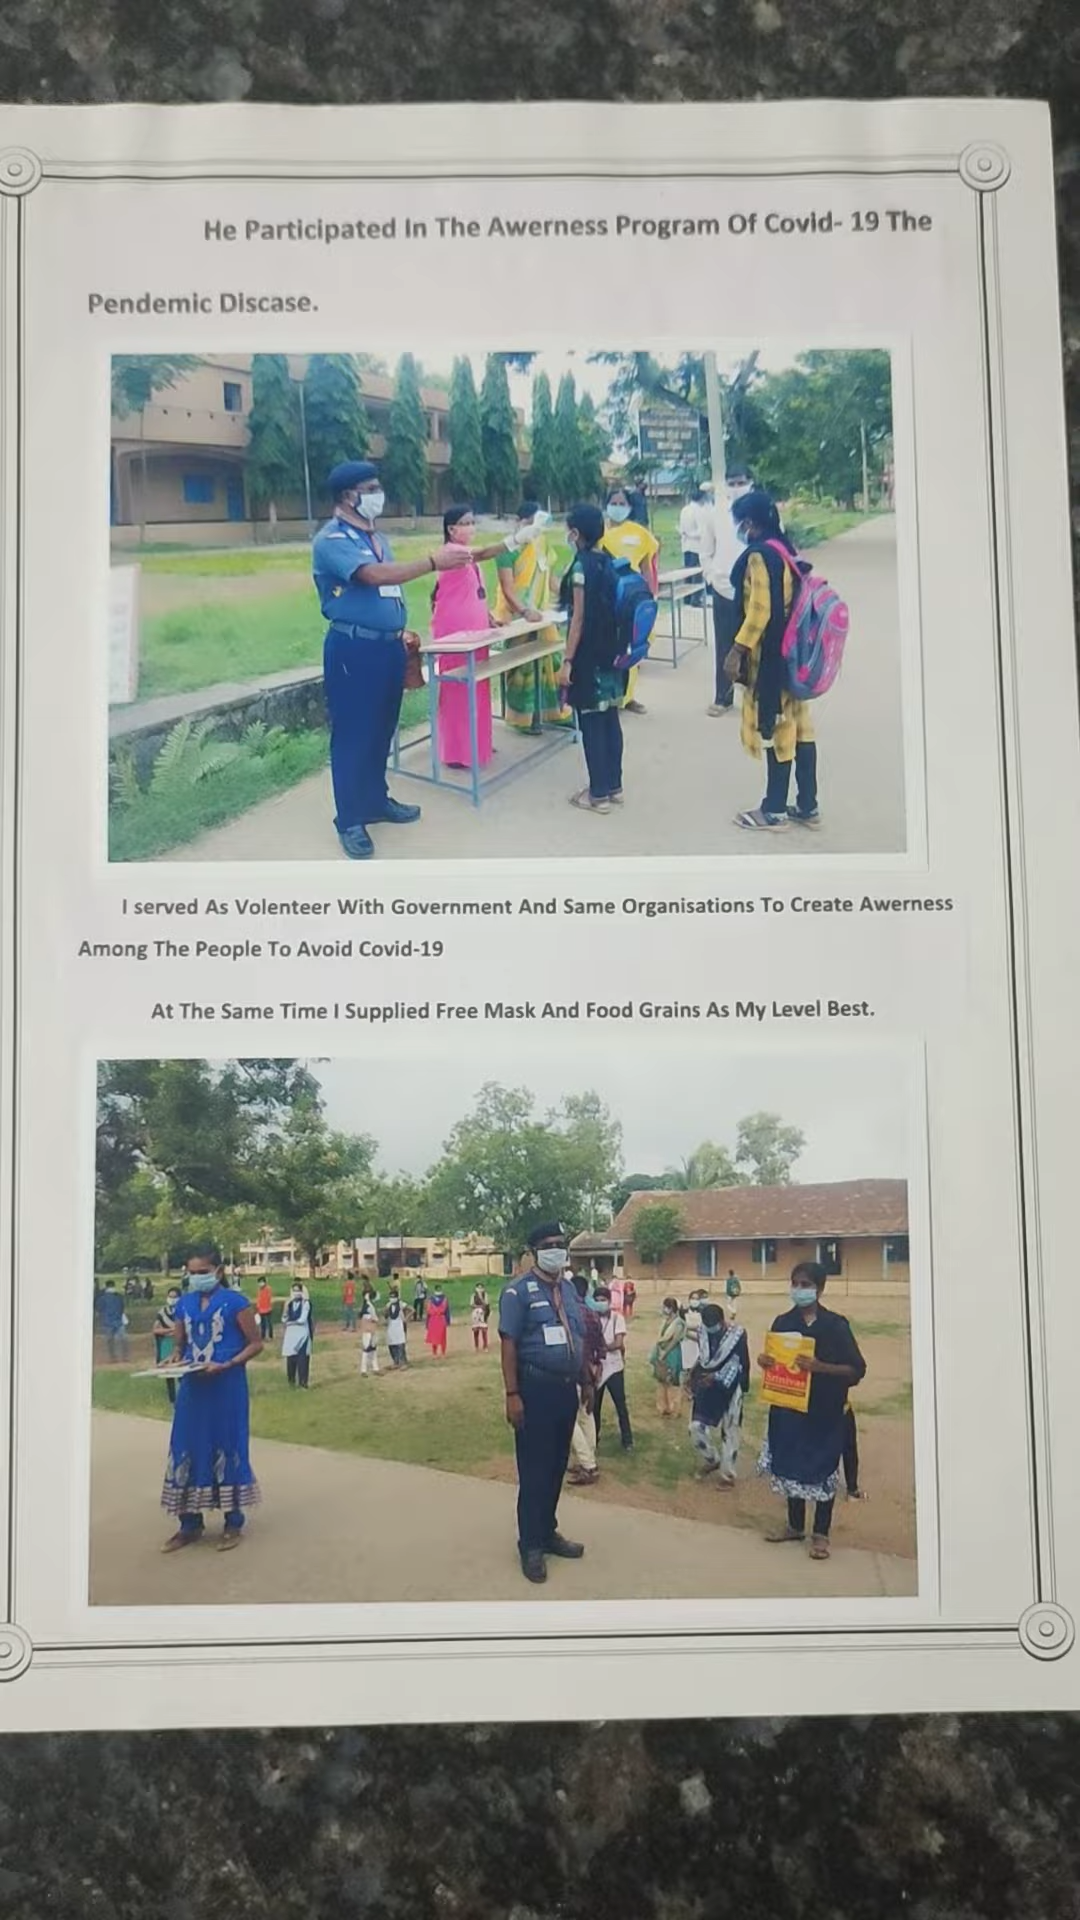 He Participated In The Awerness Program Of Covid- 19 The
Pendemic Discase.
I served As Volenteer With Government And Same Organisations To Create Awerness
Among The People To Avoid Covid-19
At The Same Time I Supplied Free Mask And Food Grains As My Level Best.
Srinivas